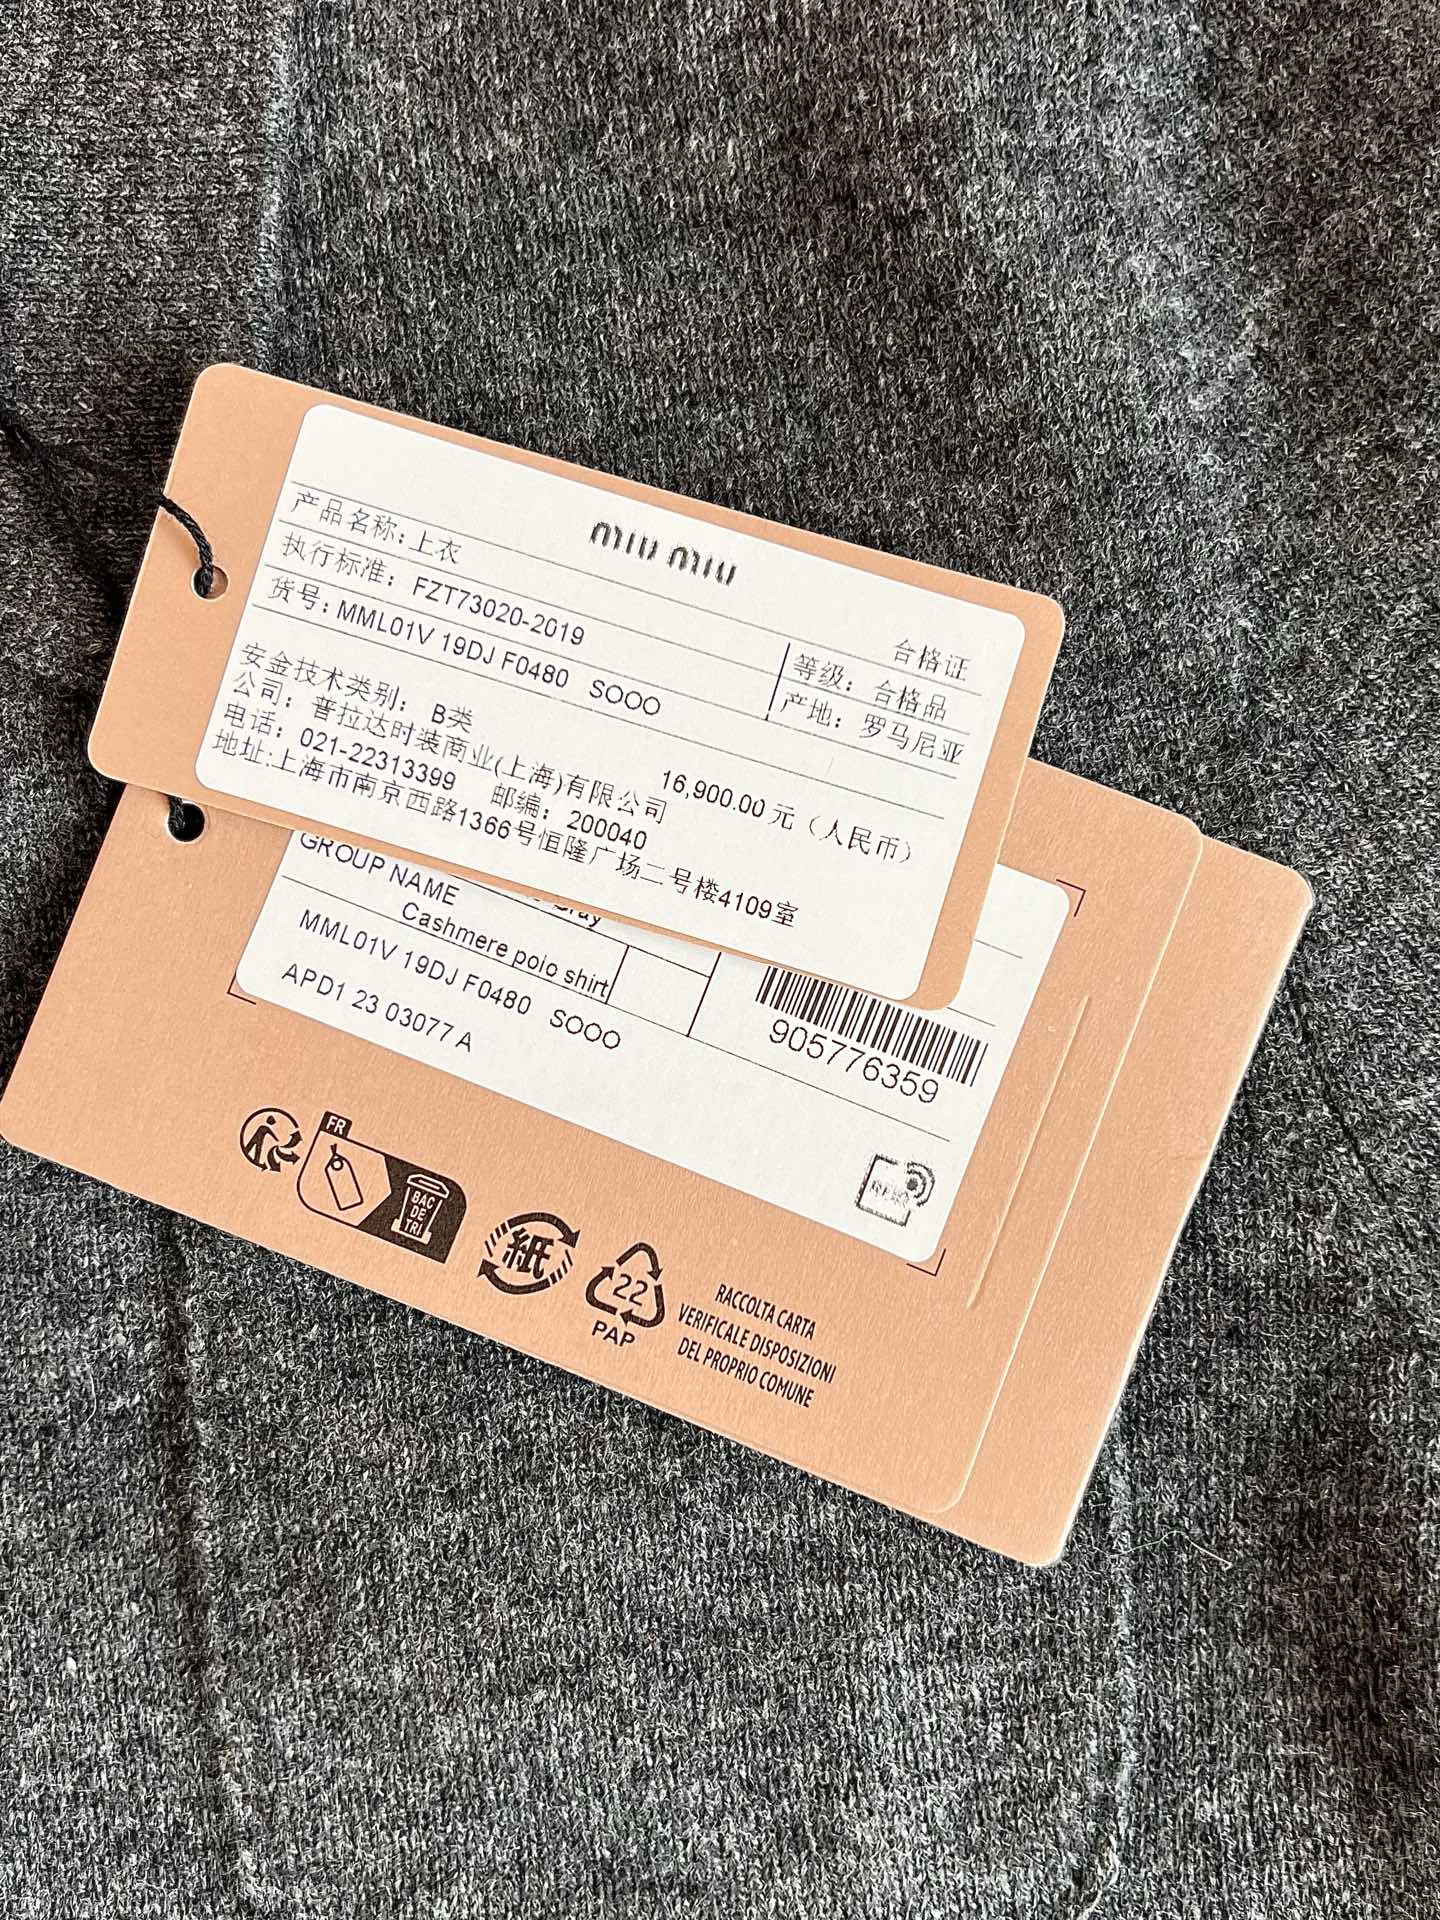 miu miu
合格证
产品名称:上衣
等级:合格品
执行标准:FZT73020-2019
产地:罗马尼亚
货号:MML01V 19DJ F0480 SOOO
16,900.00元(人民币)
安全技术类别:B类
公司:普拉达时装商业(上海)有限公司
电话:021-22313399 邮编:200040
地址:上海市南京西路1366号恒隆广场二号楼4109室
Gray
GROUP NAME
Cashmere polo shirt
MML01V 19DJ F0480 SOOO
APD1 23 03077 A
905776359
RFID
FR
BAC
DE
TRI
紙
22
PAP
RACCOLTA CARTA
VERIFICALE DISPOSIZIONI
DEL PROPRIO COMUNE